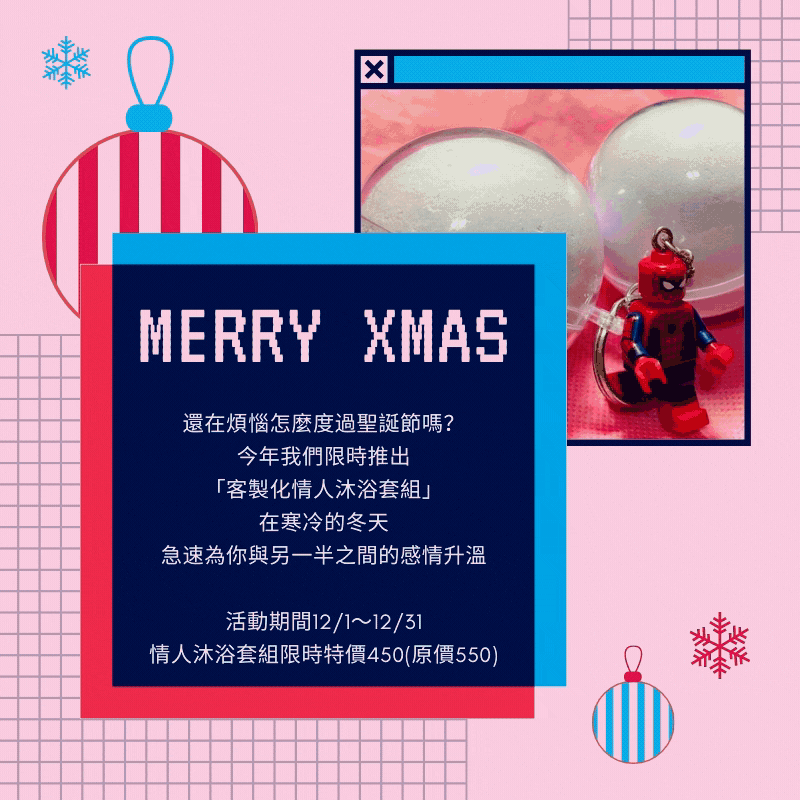 MERRY XMAS
還在煩惱怎麼度過聖誕節嗎?
今年我們限時推出
「客製化情人沐浴套組」
在寒冷的冬天
急速為你與另一半之間的感情升溫
活動期間12/1～12/31
情人沐浴套組限時特價450(原價550)